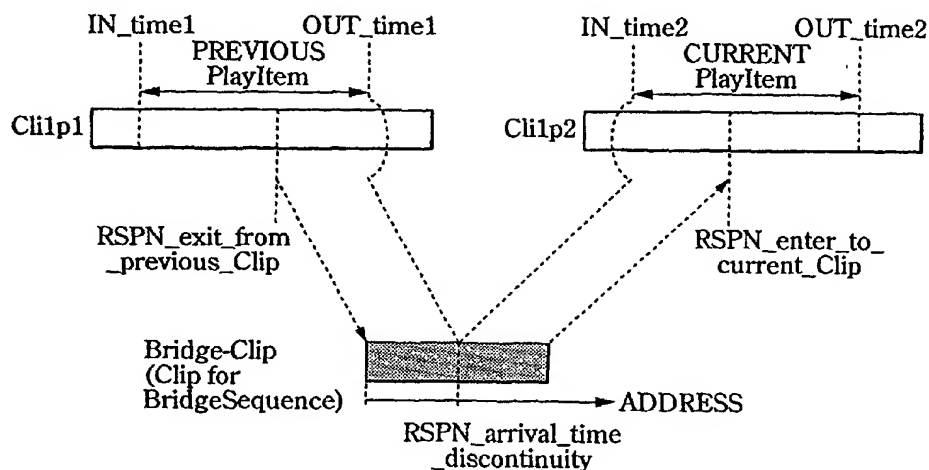 IN_time1
OUT_time1
PREVIOUS
PlayItem
Cli1p1
RSPN_exit_from
_previous_Clip
IN_time2
OUT_time2
CURRENT
PlayItem
Cli1p2
RSPN_enter_to_
current_Clip
Bridge-Clip
(Clip for
BridgeSequence)
ADDRESS
RSPN_arrival_time
_discontinuity